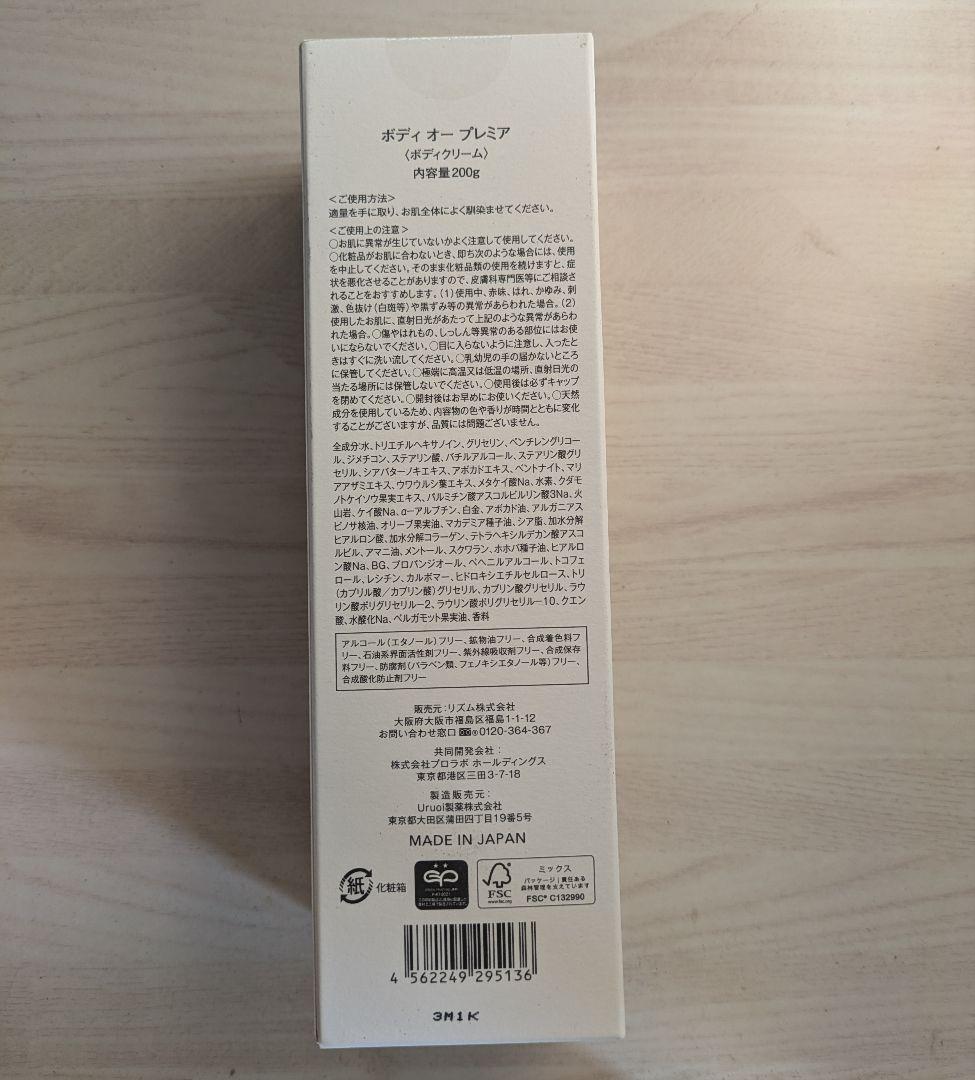 ボディ オー プレミア
〈ボディクリーム〉
内容量200g
＜ご使用方法＞
適量を手に取り、お肌全体によく馴染ませてください。
＜ご使用上の注意＞
○お肌に異常が生じていないかよく注意して使用してください。
○化粧品がお肌に合わないとき、即ち次のような場合には、使用
を中止してください。そのまま化粧品類の使用を続けますと、症
状を悪化させることがありますので、皮膚科専門医等にご相談さ
れることをおすすめします。(1)使用中、赤味、はれ、かゆみ、刺
激、色抜け(白斑等)や黒ずみ等の異常があらわれた場合。(2)
使用したお肌に、直射日光があたって上記のような異常があらわ
れた場合。○傷やはれもの、しっしん等異常のある部位にはお使
いにならないでください。○目に入らないように注意し、入ったと
きはすぐに洗い流してください。○乳幼児の手の届かないところ
に保管してください。○極端に高温又は低温の場所、直射日光の
当たる場所には保管しないでください。○使用後は必ずキャップ
を閉めてください。○開封後はお早めにお使いください。○天然
成分を使用しているため、内容物の色や香りが時間とともに変化
することがございますが、品質には問題ございません。
全成分:水、トリエチルヘキサノイン、グリセリン、ペンチレングリコー
ル、ジメチコン、ステアリン酸、バチルアルコール、ステアリン酸グリ
セリル、シアバターノキエキス、アボカドエキス、ベントナイト、マリ
アアザミエキス、ウワウルシ葉エキス、メタケイ酸Na、水素、クダモ
ノトケイソウ果実エキス、パルミチン酸アスコルビルリン酸3Na、火
山岩、ケイ酸Na、α－アルブチン、白金、アボカド油、アルガニアス
ピノサ核油、オリーブ果実油、マカデミア種子油、シア脂、加水分解
ヒアルロン酸、加水分解コラーゲン、テトラヘキシルデカン酸アスコ
ルビル、アマニ油、メントール、スクワラン、ホホバ種子油、ヒアルロ
ン酸Na、BG、プロパンジオール、ベヘニルアルコール、トコフェ
ロール、レシチン、カルボマー、ヒドロキシエチルセルロース、トリ
(カプリル酸／カプリン酸)グリセリル、カプリン酸グリセリル、ラウ
リン酸ポリグリセリル－2、ラウリン酸ポリグリセリル－10、クエン
酸、水酸化Na、ベルガモット果実油、香料
アルコール(エタノール)フリー、鉱物油フリー、合成着色料フ
リー、石油系界面活性剤フリー、紫外線吸収剤フリー、合成保存
料フリー、防腐剤(パラベン類、フェノキシエタノール等)フリー、
合成酸化防止剤フリー
販売元:リズム株式会社
大阪府大阪市福島区福島1-1-12
お問い合わせ窓口 0120-364-367
共同開発会社：
株式会社プロラボ ホールディングス
東京都港区三田3-7-18
製造販売元：
Uruoi製薬株式会社
東京都大田区蒲田四丁目19番5号
MADE IN JAPAN
紙 化粧箱
GP
FSC
www.fsc.org
ミックス
パッケージ｜責任ある
森林管理を支えています
FSC® C132990
4 562249 295136
3M1K